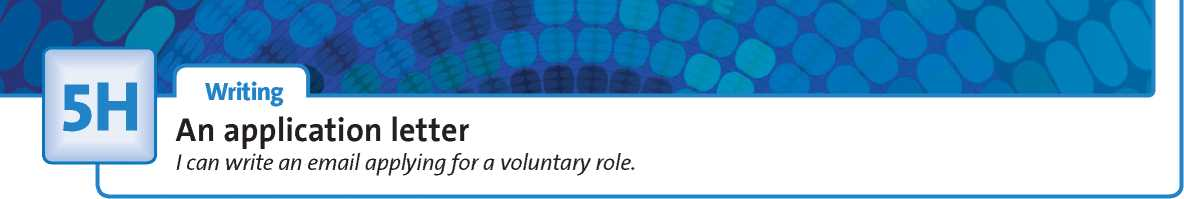 5H
Writing
An application letter
I can write an email applying for a voluntary role.